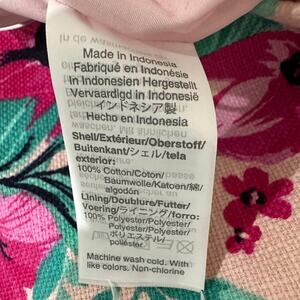 Made in Indonesia
Fabriqué en Indonésie
In Indonesien Hergestellt
Vervaardigd in Indonesië
インドネシア製
Hecho en Indonesia
Shell/Extérieur/Oberstoff/
Buitenkant/シェル/tela
exterior:
100% Cotton/Coton/
Baumwolle/Katoen/綿/
algodón
Lining/Doublure/Futter/
Voering/ライニング/forro:
100% Polyester/Polyester/
Polyester/Polyester/
ポリエステル/
poliéster
Machine wash cold. With
like colors. Non-chlorine